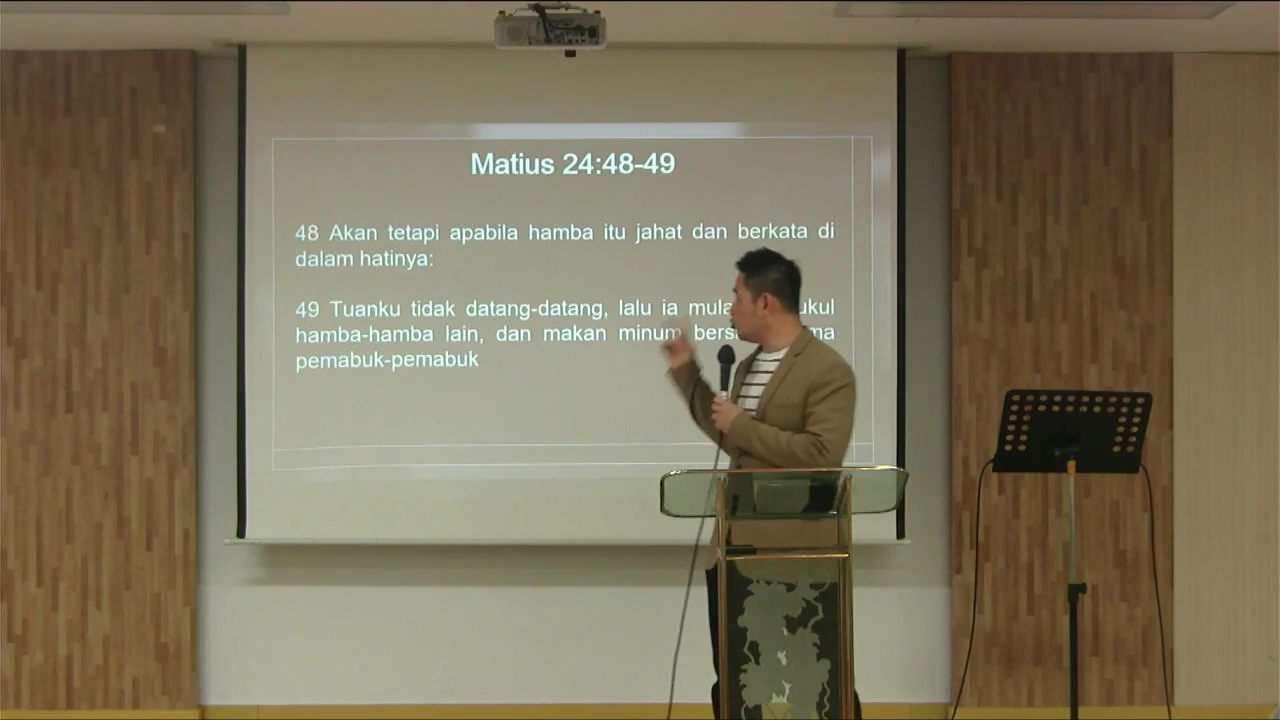 Matius 24:48-49
48 Akan tetapi apabila hamba itu jahat dan berkata di
dalam hatinya:
49 Tuanku tidak datang-datang, lalu ia
hamba-hamba lain, dan makan minum
pemabuk-pemabuk